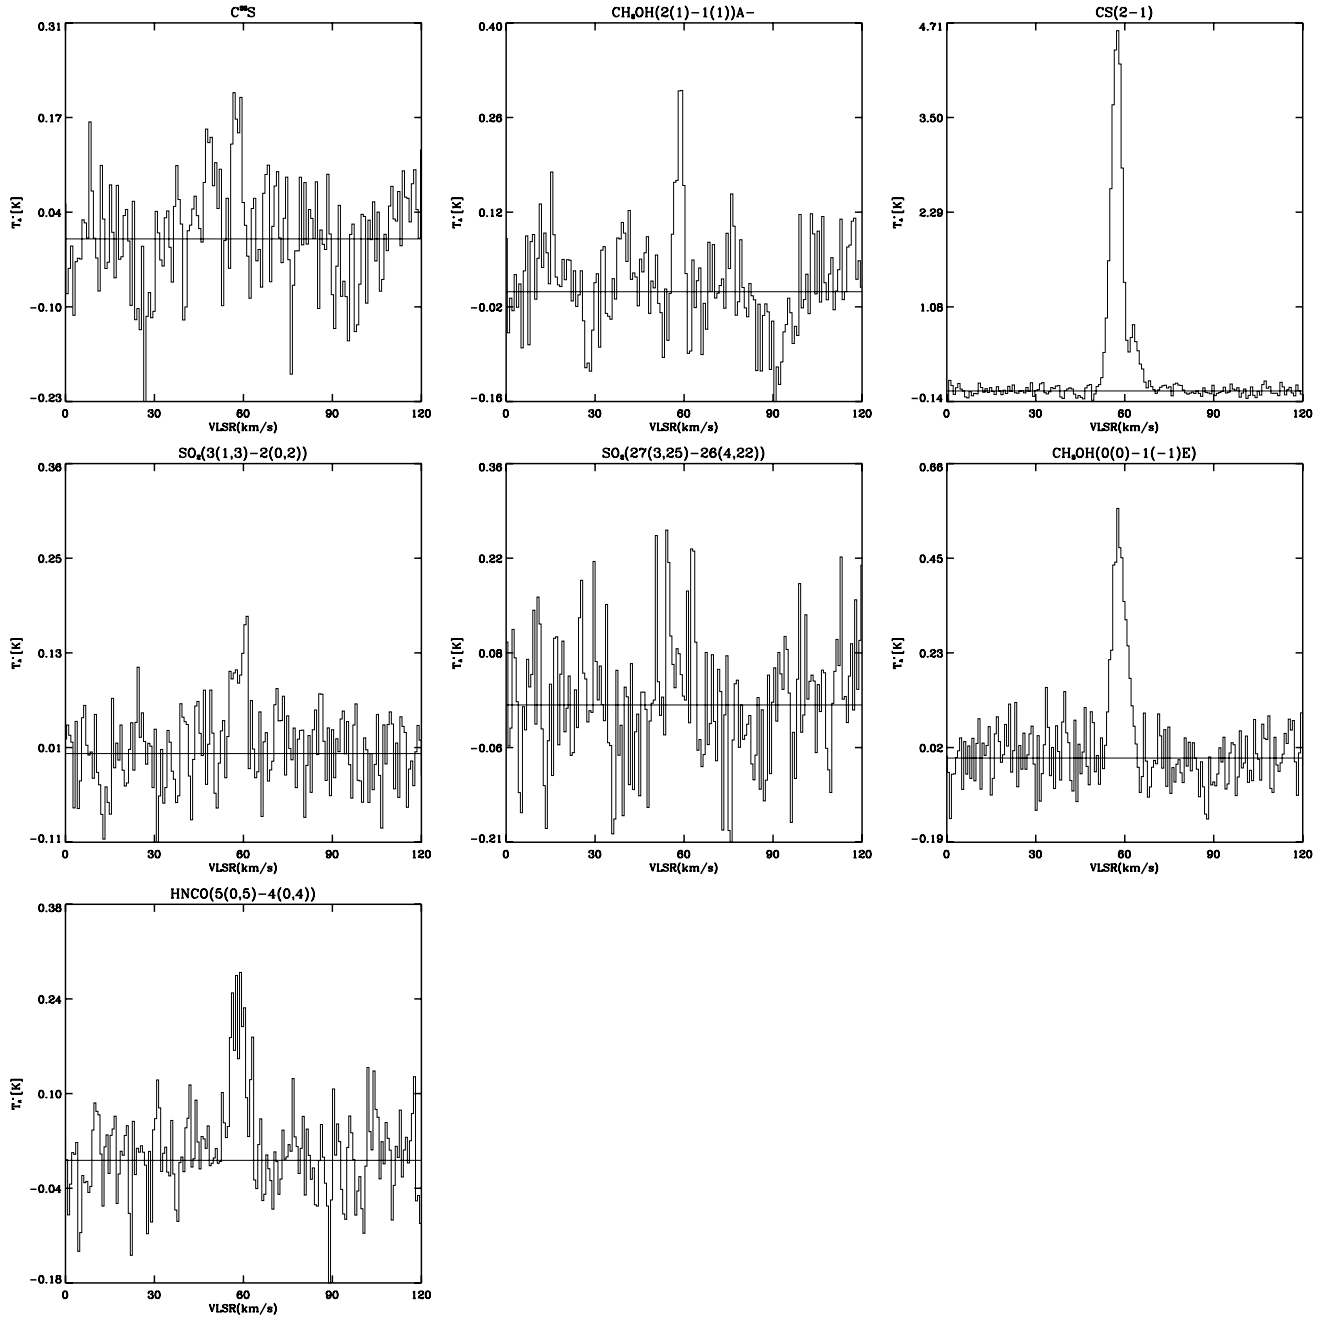 C³³S
0.31
0.17
0.04
-0.10
-0.23
T_A^*[K]
0 30 60 90 120
VLSR(km/s)
CH₃OH(2(1)-1(1))A-
0.40
0.26
0.12
-0.02
-0.16
T_A^*[K]
0 30 60 90 120
VLSR(km/s)
CS(2-1)
4.71
3.50
2.29
1.08
-0.14
T_A^*[K]
0 30 60 90 120
VLSR(km/s)
SO₂(3(1,3)-2(0,2))
0.36
0.25
0.13
0.01
-0.11
T_A^*[K]
0 30 60 90 120
VLSR(km/s)
SO₂(27(3,25)-26(4,22))
0.36
0.22
0.08
-0.06
-0.21
T_A^*[K]
0 30 60 90 120
VLSR(km/s)
CH₃OH(0(0)-1(-1)E)
0.66
0.45
0.23
0.02
-0.19
T_A^*[K]
0 30 60 90 120
VLSR(km/s)
HNCO(5(0,5)-4(0,4))
0.38
0.24
0.10
-0.04
-0.18
T_A^*[K]
0 30 60 90 120
VLSR(km/s)